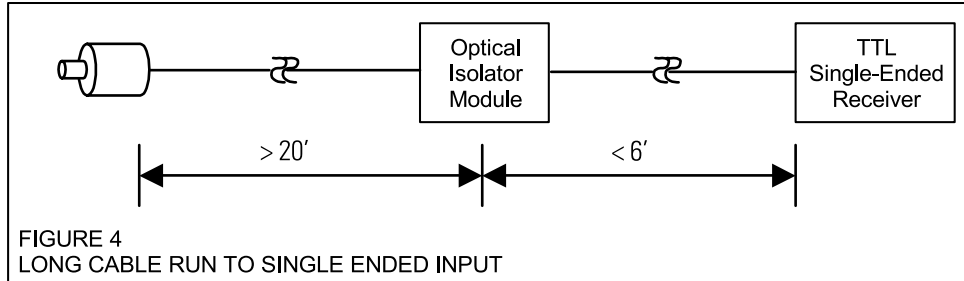 Optical
Isolator
Module
TTL
Single-Ended
Receiver
> 20′
< 6′
FIGURE 4
LONG CABLE RUN TO SINGLE ENDED INPUT